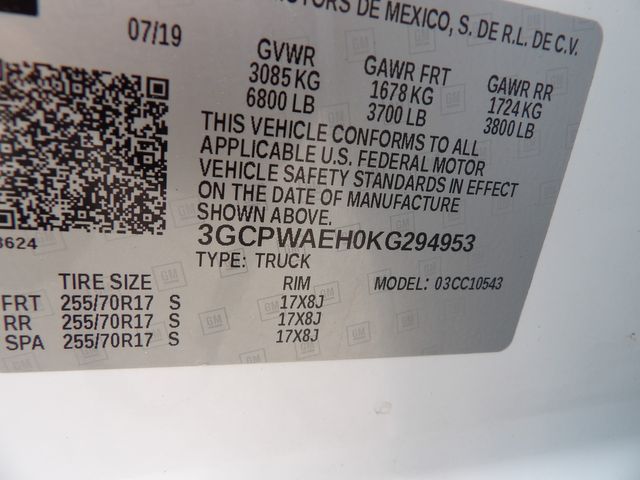 MOTORS DE MEXICO, S. DE R.L. DE C.V.
07/19
GVWR GAWR FRT GAWR RR
3085 KG 1678 KG 1724 KG
6800 LB 3700 LB 3800 LB
THIS VEHICLE CONFORMS TO ALL
APPLICABLE U.S. FEDERAL MOTOR
VEHICLE SAFETY STANDARDS IN EFFECT
ON THE DATE OF MANUFACTURE
SHOWN ABOVE.
3GCPWAEH0KG294953
TYPE: TRUCK MODEL: 03CC10543
TIRE SIZE RIM
FRT 255/70R17 S 17X8J
RR 255/70R17 S 17X8J
SPA 255/70R17 S 17X8J